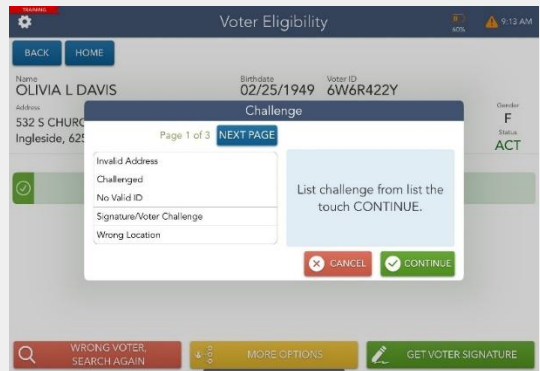 TRAINING
Voter Eligibility
60%
9:13 AM
BACK
HOME
Name
Birthdate
Voter ID
OLIVIA L DAVIS
02/25/1949
6W6R422Y
Address
Gender
532 S CHURC
F
Ingleside, 625
Status
ACT
Challenge
Page 1 of 3
NEXT PAGE
Invalid Address
Challenged
No Valid ID
Signature/Voter Challenge
Wrong Location
List challenge from list the
touch CONTINUE.
CANCEL
CONTINUE
WRONG VOTER,
SEARCH AGAIN
MORE OPTIONS
GET VOTER SIGNATURE